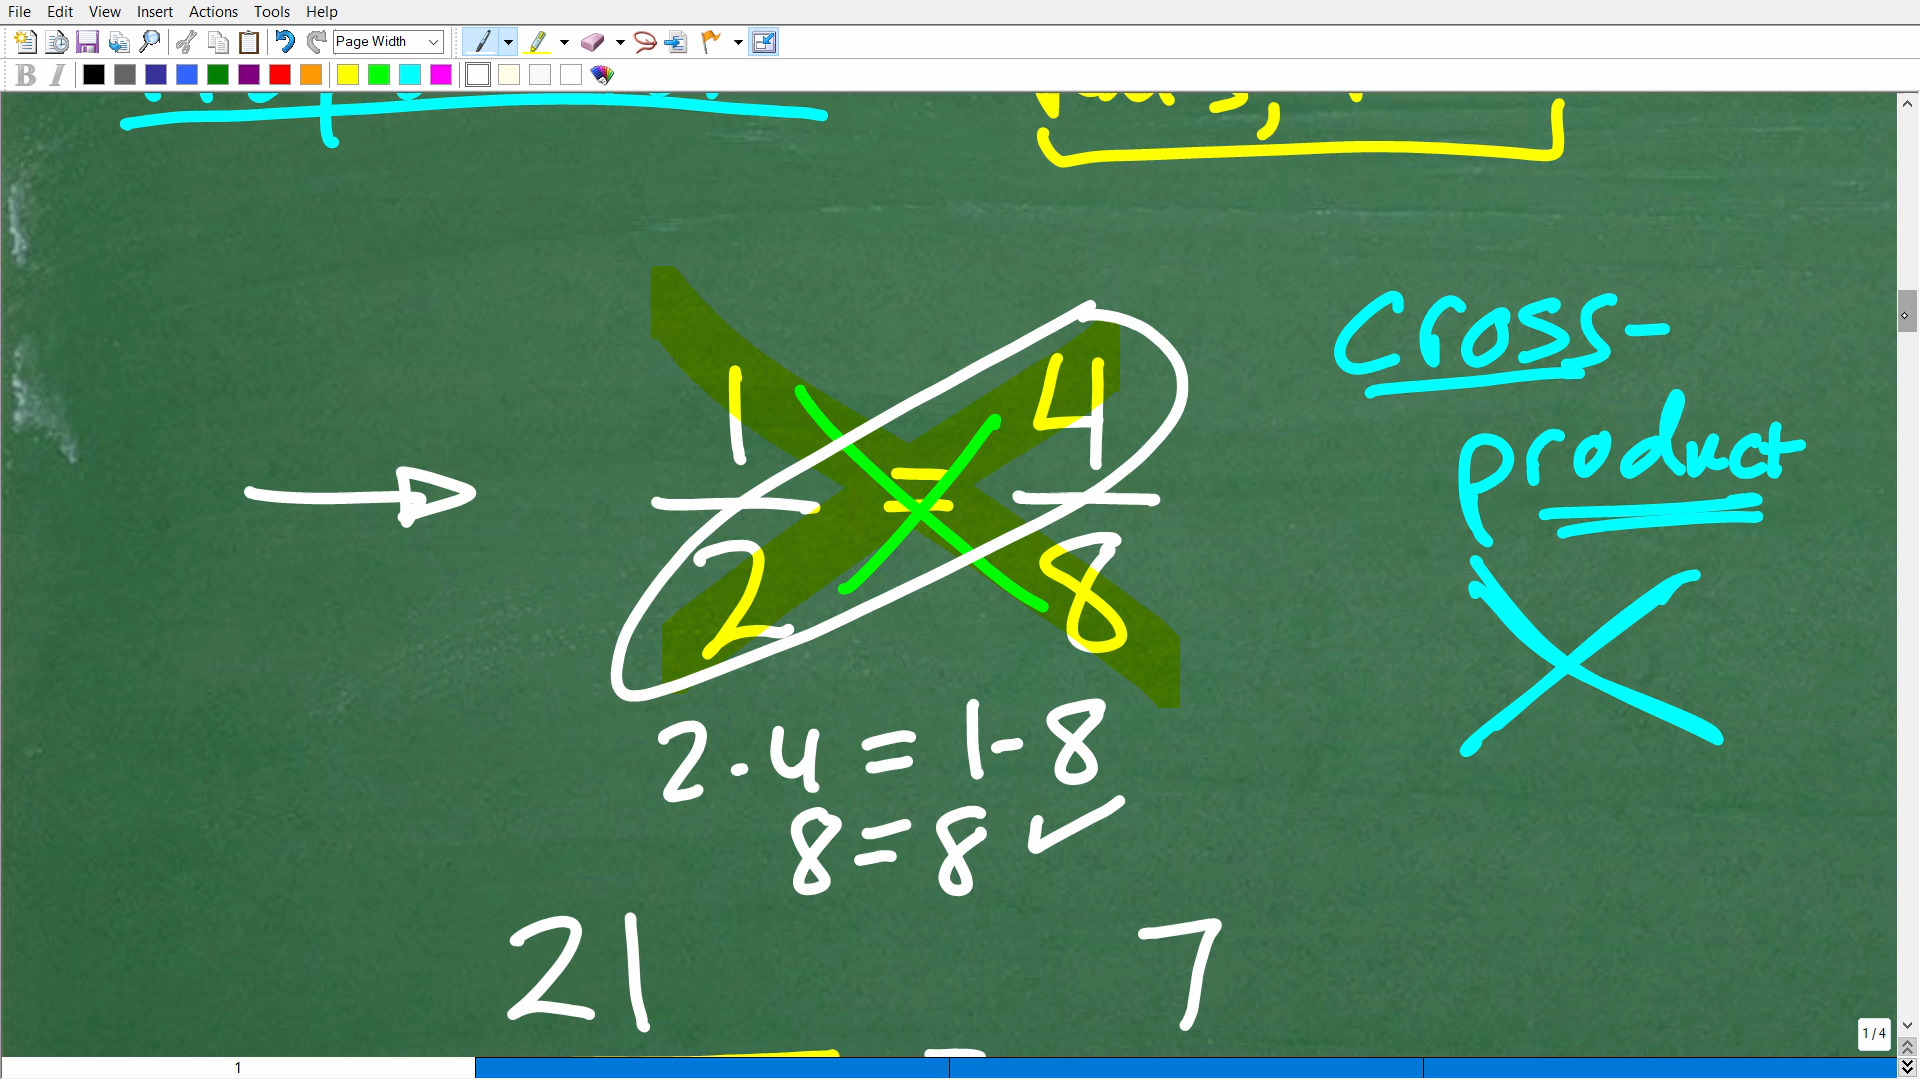 File Edit View Insert Actions Tools Help
Page Width
B I
1/2 = 4/8
cross-
product
2·4 = 1-8
8=8 ✓
21 7
1/4
1